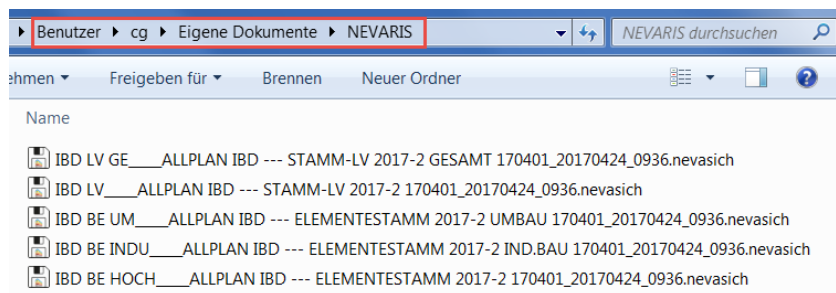 Benutzer ▸ cg ▸ Eigene Dokumente ▸ NEVARIS NEVARIS durchsuchen
ehmen Freigeben für Brennen Neuer Ordner
Name
IBD LV GE____ALLPLAN IBD --- STAMM-LV 2017-2 GESAMT 170401_20170424_0936.nevasich
IBD LV____ALLPLAN IBD --- STAMM-LV 2017-2 170401_20170424_0936.nevasich
IBD BE UM____ALLPLAN IBD --- ELEMENTESTAMM 2017-2 UMBAU 170401_20170424_0936.nevasich
IBD BE INDU____ALLPLAN IBD --- ELEMENTESTAMM 2017-2 IND.BAU 170401_20170424_0936.nevasich
IBD BE HOCH____ALLPLAN IBD --- ELEMENTESTAMM 2017-2 170401_20170424_0936.nevasich